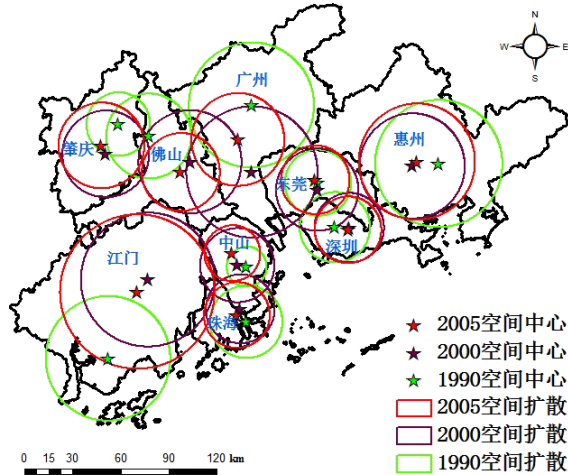 N
W E
S
广州
肇庆
佛山
惠州
东莞
深圳
中山
江门
珠海
2005空间中心
2000空间中心
1990空间中心
2005空间扩散
2000空间扩散
1990空间扩散
0 15 30 60 90 120 km